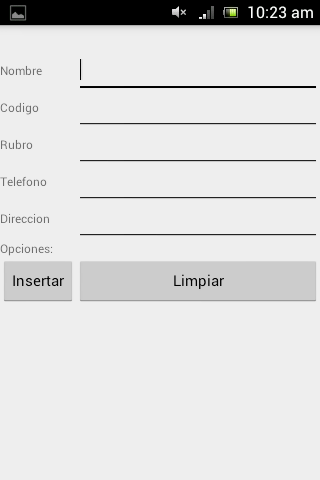 10:23 am
Nombre
Codigo
Rubro
Telefono
Direccion
Opciones:
Insertar Limpiar